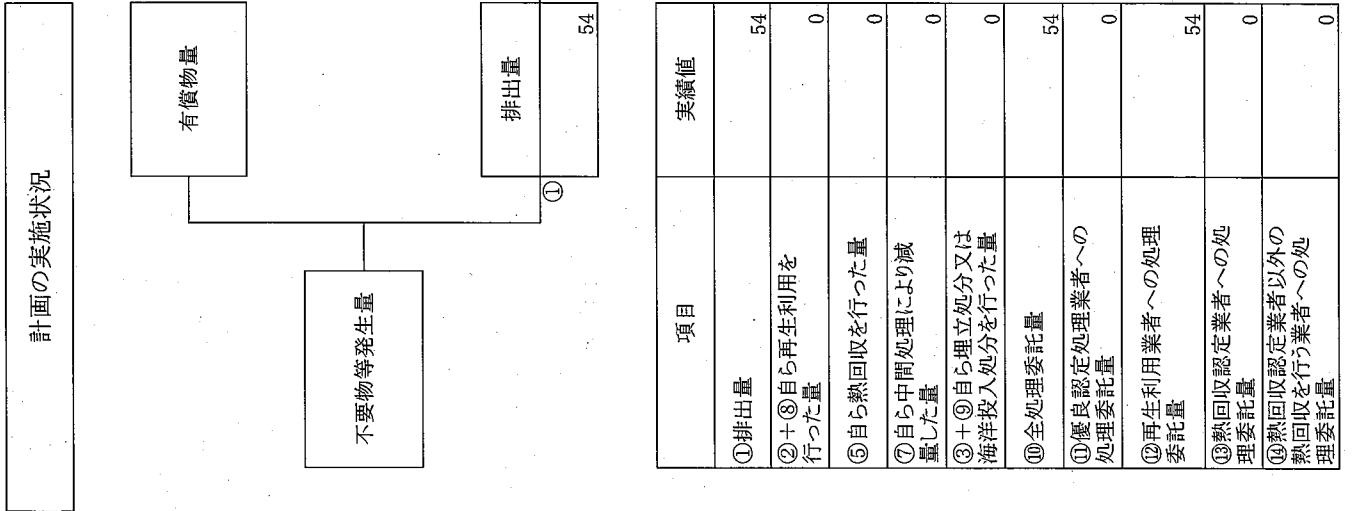 計画の実施状況
不要物等発生量
有償物量
排出量
①
54
項目
実績値
①排出量
54
②+⑧自ら再生利用を
行った量
0
⑤自ら熱回収を行った量
0
⑦自ら中間処理により減
量した量
0
③+⑨自ら埋立処分又は
海洋投入処分を行った量
0
⑩全処理委託量
54
⑪優良認定処理業者への
処理委託量
0
⑫再生利用業者への処理
委託量
54
⑬熱回収認定業者への処
理委託量
0
⑭熱回収認定業者以外の
熱回収を行う業者への処
理委託量
0